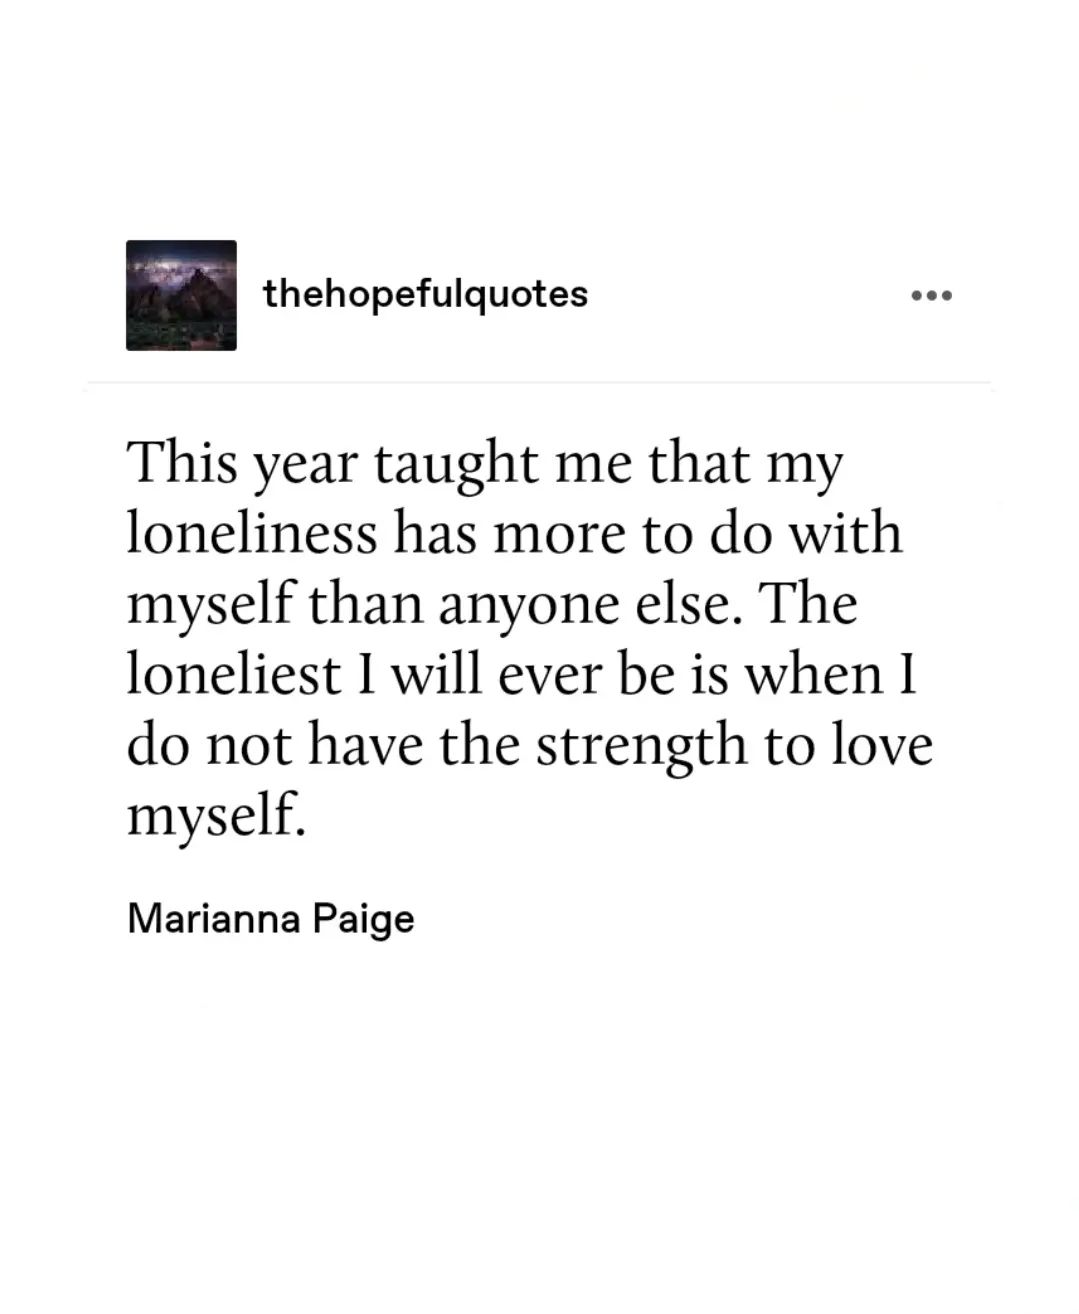 thehopefulquotes
This year taught me that my
loneliness has more to do with
myself than anyone else. The
loneliest I will ever be is when I
do not have the strength to love
myself.
Marianna Paige